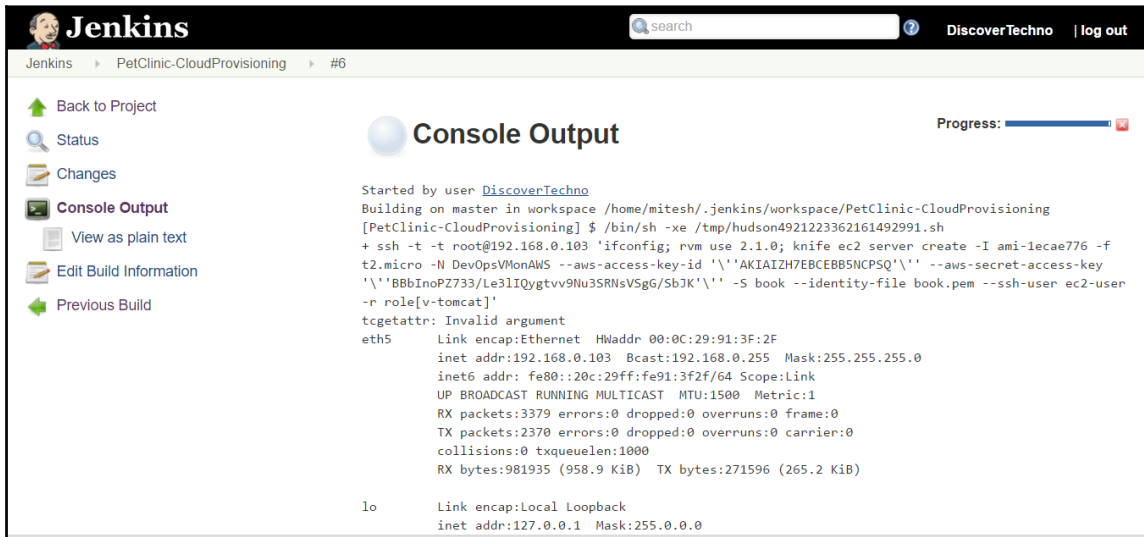 Jenkins
search
DiscoverTechno | log out
Jenkins PetClinic-CloudProvisioning #6
Back to Project
Status
Changes
Console Output
View as plain text
Edit Build Information
Previous Build
Console Output
Progress:
Started by user DiscoverTechno
Building on master in workspace /home/mitesh/.jenkins/workspace/PetClinic-CloudProvisioning
[PetClinic-CloudProvisioning] $ /bin/sh -xe /tmp/hudson4921223362161492991.sh
+ ssh -t -t root@192.168.0.103 'ifconfig; rvm use 2.1.0; knife ec2 server create -I ami-1ecae776 -f
t2.micro -N DevOpsVMonAWS --aws-access-key-id '\''AKIAIZH7EBCEBB5NCPSQ'\'' --aws-secret-access-key
'\''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'\'' -S book --identity-file book.pem --ssh-user ec2-user
-r role[v-tomcat]'
tcgetattr: Invalid argument
eth5 Link encap:Ethernet HWaddr 00:0C:29:91:3F:2F
inet addr:192.168.0.103 Bcast:192.168.0.255 Mask:255.255.255.0
inet6 addr: fe80::20c:29ff:fe91:3f2f/64 Scope:Link
UP BROADCAST RUNNING MULTICAST MTU:1500 Metric:1
RX packets:3379 errors:0 dropped:0 overruns:0 frame:0
TX packets:2370 errors:0 dropped:0 overruns:0 carrier:0
collisions:0 txqueuelen:1000
RX bytes:981935 (958.9 KiB) TX bytes:271596 (265.2 KiB)
lo Link encap:Local Loopback
inet addr:127.0.0.1 Mask:255.0.0.0